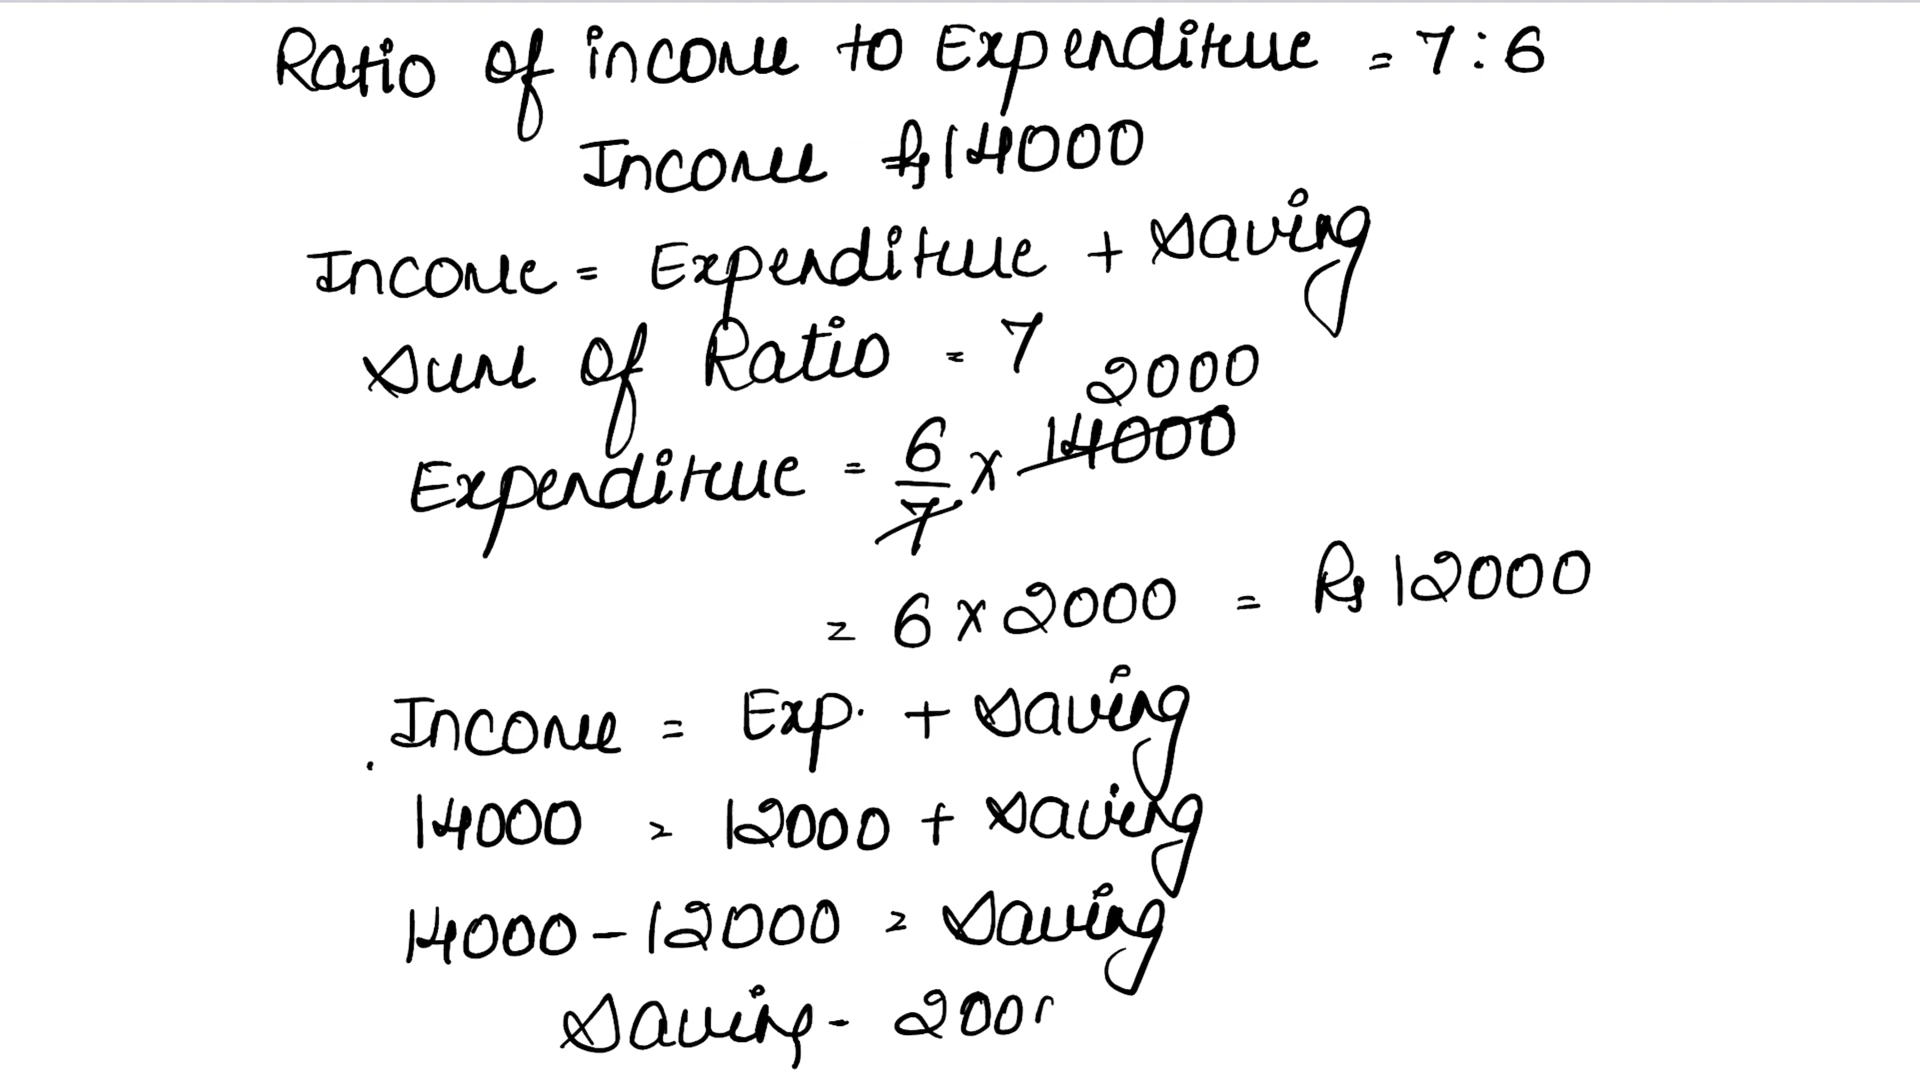 Ratio of income to Expenditure = 7 : 6
Income Rs 14000
Income = Expenditure + saving
Sum of Ratio = 7
2000
Expenditure = 6/7 x 14000
= 6 x 2000 = Rs 12000
Income = Exp. + saving
14000 = 12000 + saving
14000 - 12000 = saving
saving - 200